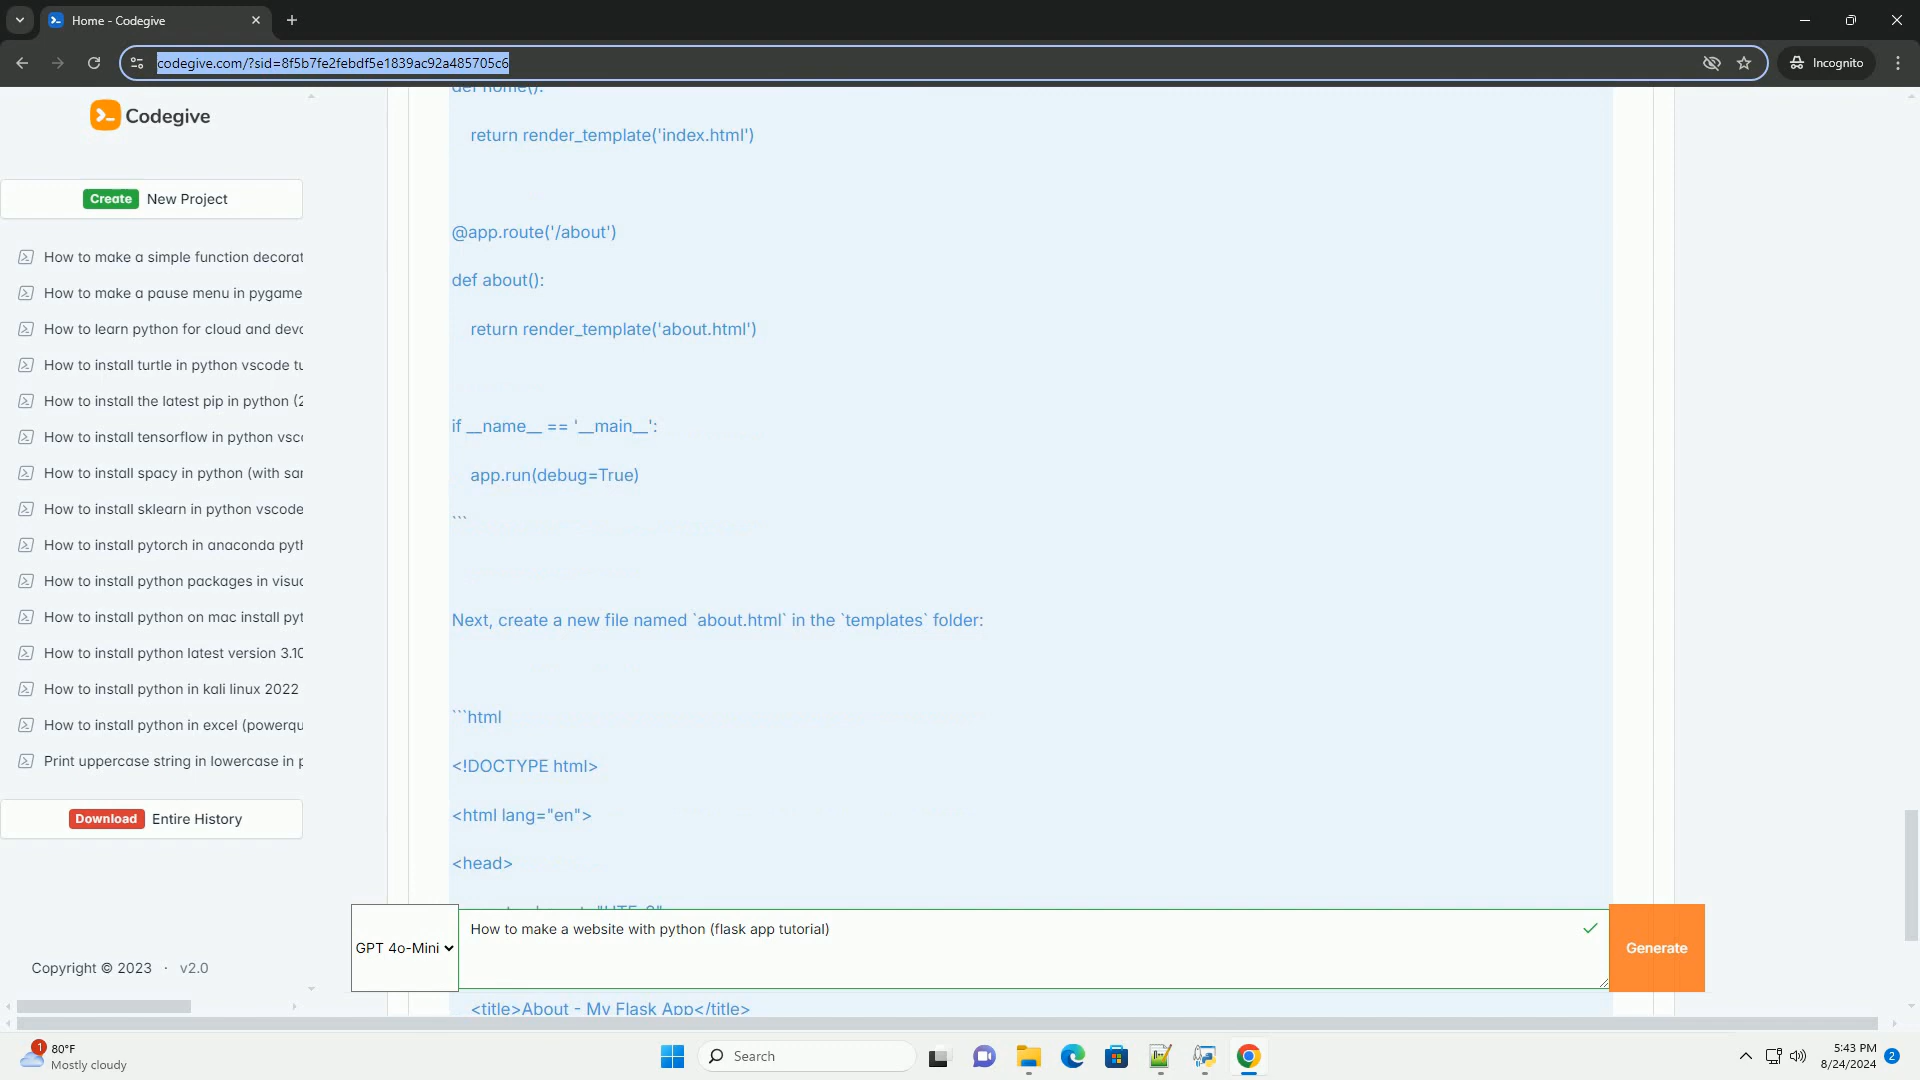 Home - Codegive
codegive.com/?sid=8f5b7fe2febdf5e1839ac92a485705c6
Incognito
Codegive
Create New Project
How to make a simple function decorat
How to make a pause menu in pygame
How to learn python for cloud and devo
How to install turtle in python vscode tu
How to install the latest pip in python (2
How to install tensorflow in python vsco
How to install spacy in python (with sam
How to install sklearn in python vscode
How to install pytorch in anaconda pyth
How to install python packages in visua
How to install python on mac install pyt
How to install python latest version 3.10
How to install python in kali linux 2022
How to install python in excel (powerqu
Print uppercase string in lowercase in p
Download Entire History
Copyright © 2023 · v2.0
def home():
return render_template('index.html')
@app.route('/about')
def about():
return render_template('about.html')
if __name__ == '__main__':
app.run(debug=True)
```
Next, create a new file named `about.html` in the `templates` folder:
```html
<!DOCTYPE html>
<html lang="en">
<head>
GPT 4o-Mini
How to make a website with python (flask app tutorial)
Generate
<title>About - My Flask App</title>
1
80°F
Mostly cloudy
Search
5:43 PM
8/24/2024
2